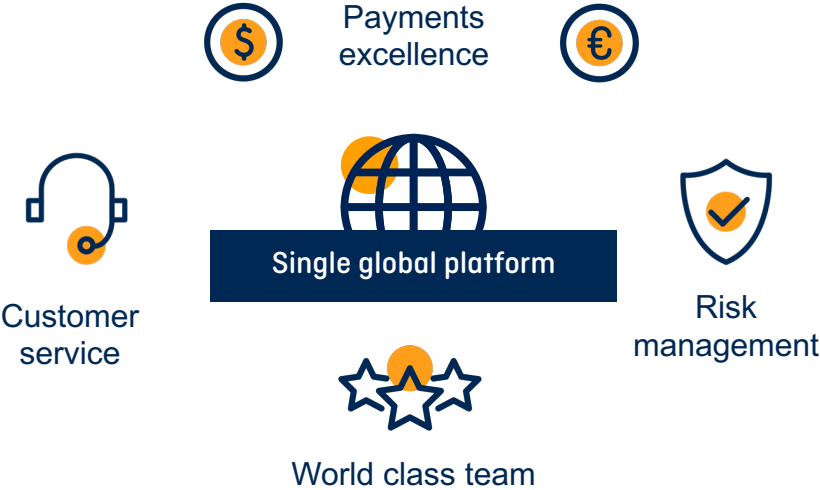 Payments
excellence
$
€
Single global platform
Customer
service
Risk
management
World class team